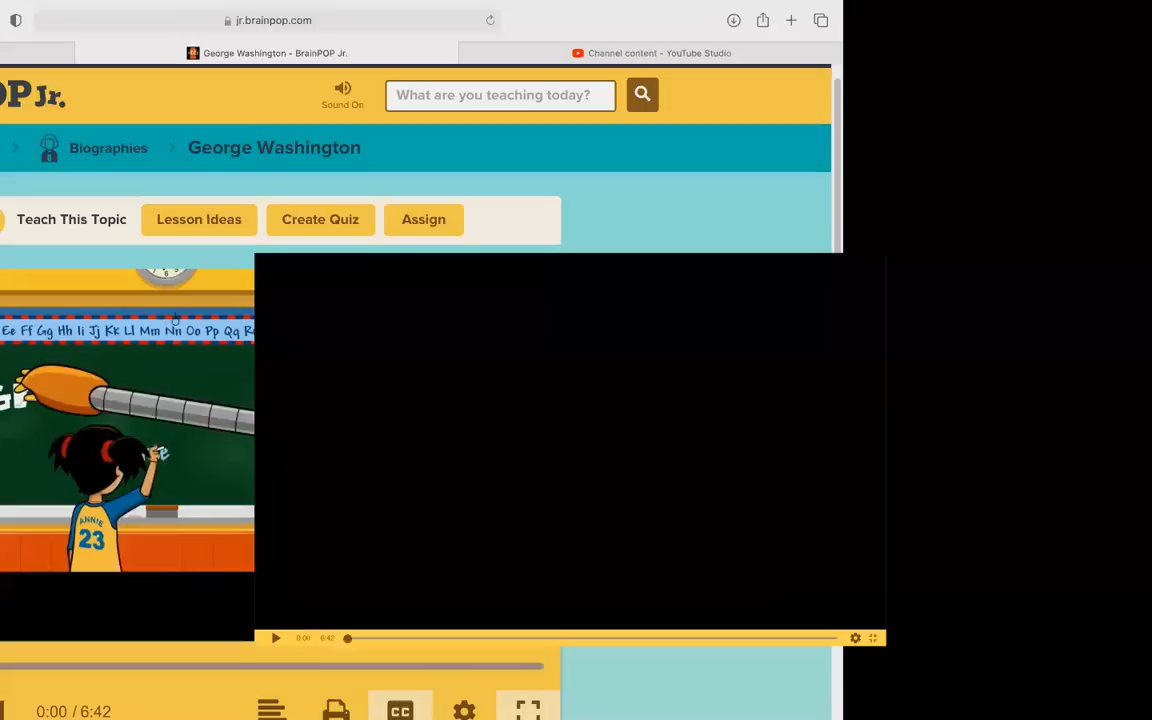 jr.brainpop.com
George Washington - BrainPOP Jr.
Channel content - YouTube Studio
OP Jr.
Sound On
What are you teaching today?
Biographies
George Washington
Teach This Topic
Lesson Ideas
Create Quiz
Assign
Ee Ff Gg Hh Ii Jj Kk Ll Mm Nn Oo Pp Qq R
ANNIE
23
0:00
6:42
0:00 / 6:42
CC